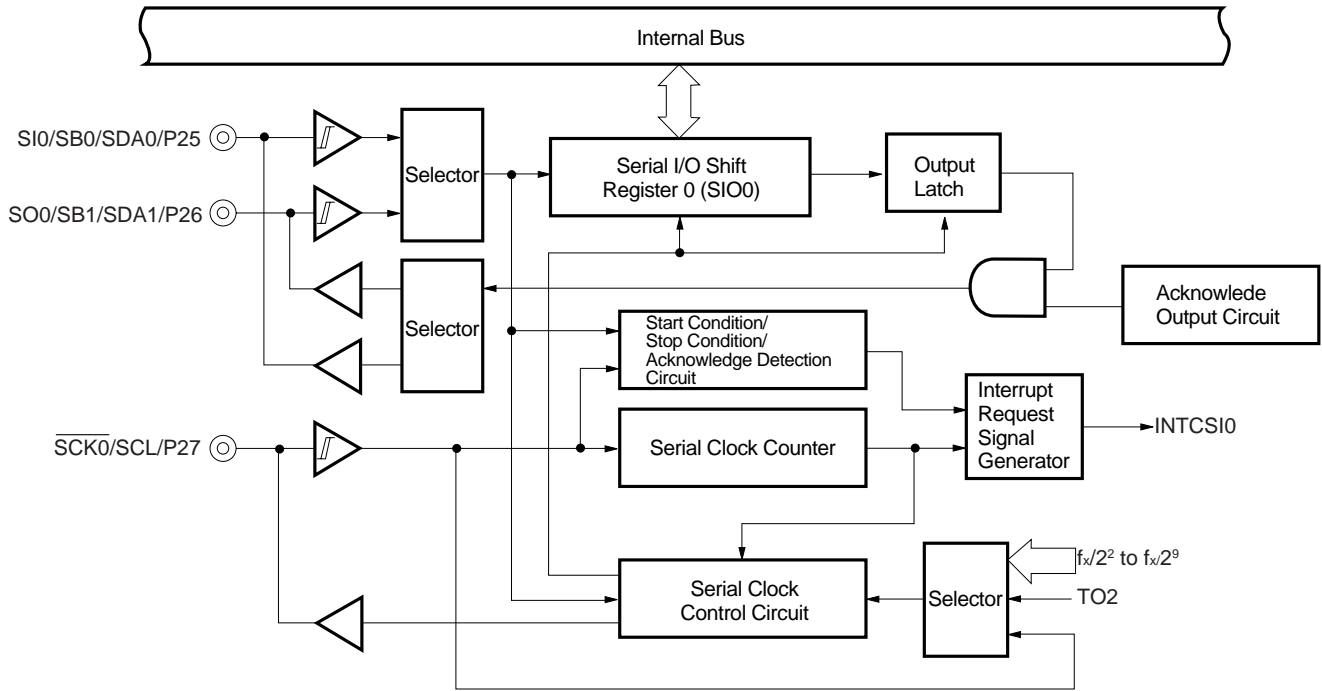 Internal Bus
SI0/SB0/SDA0/P25
Selector
Serial I/O Shift
Register 0 (SIO0)
Output
Latch
SO0/SB1/SDA1/P26
Selector
Acknowlede
Output Circuit
Start Condition/
Stop Condition/
Acknowledge Detection
Circuit
Interrupt
Request
Signal
Generator
INTCSI0
SCK0/SCL/P27
Serial Clock Counter
fx/2² to fx/2⁹
Serial Clock
Control Circuit
Selector
TO2